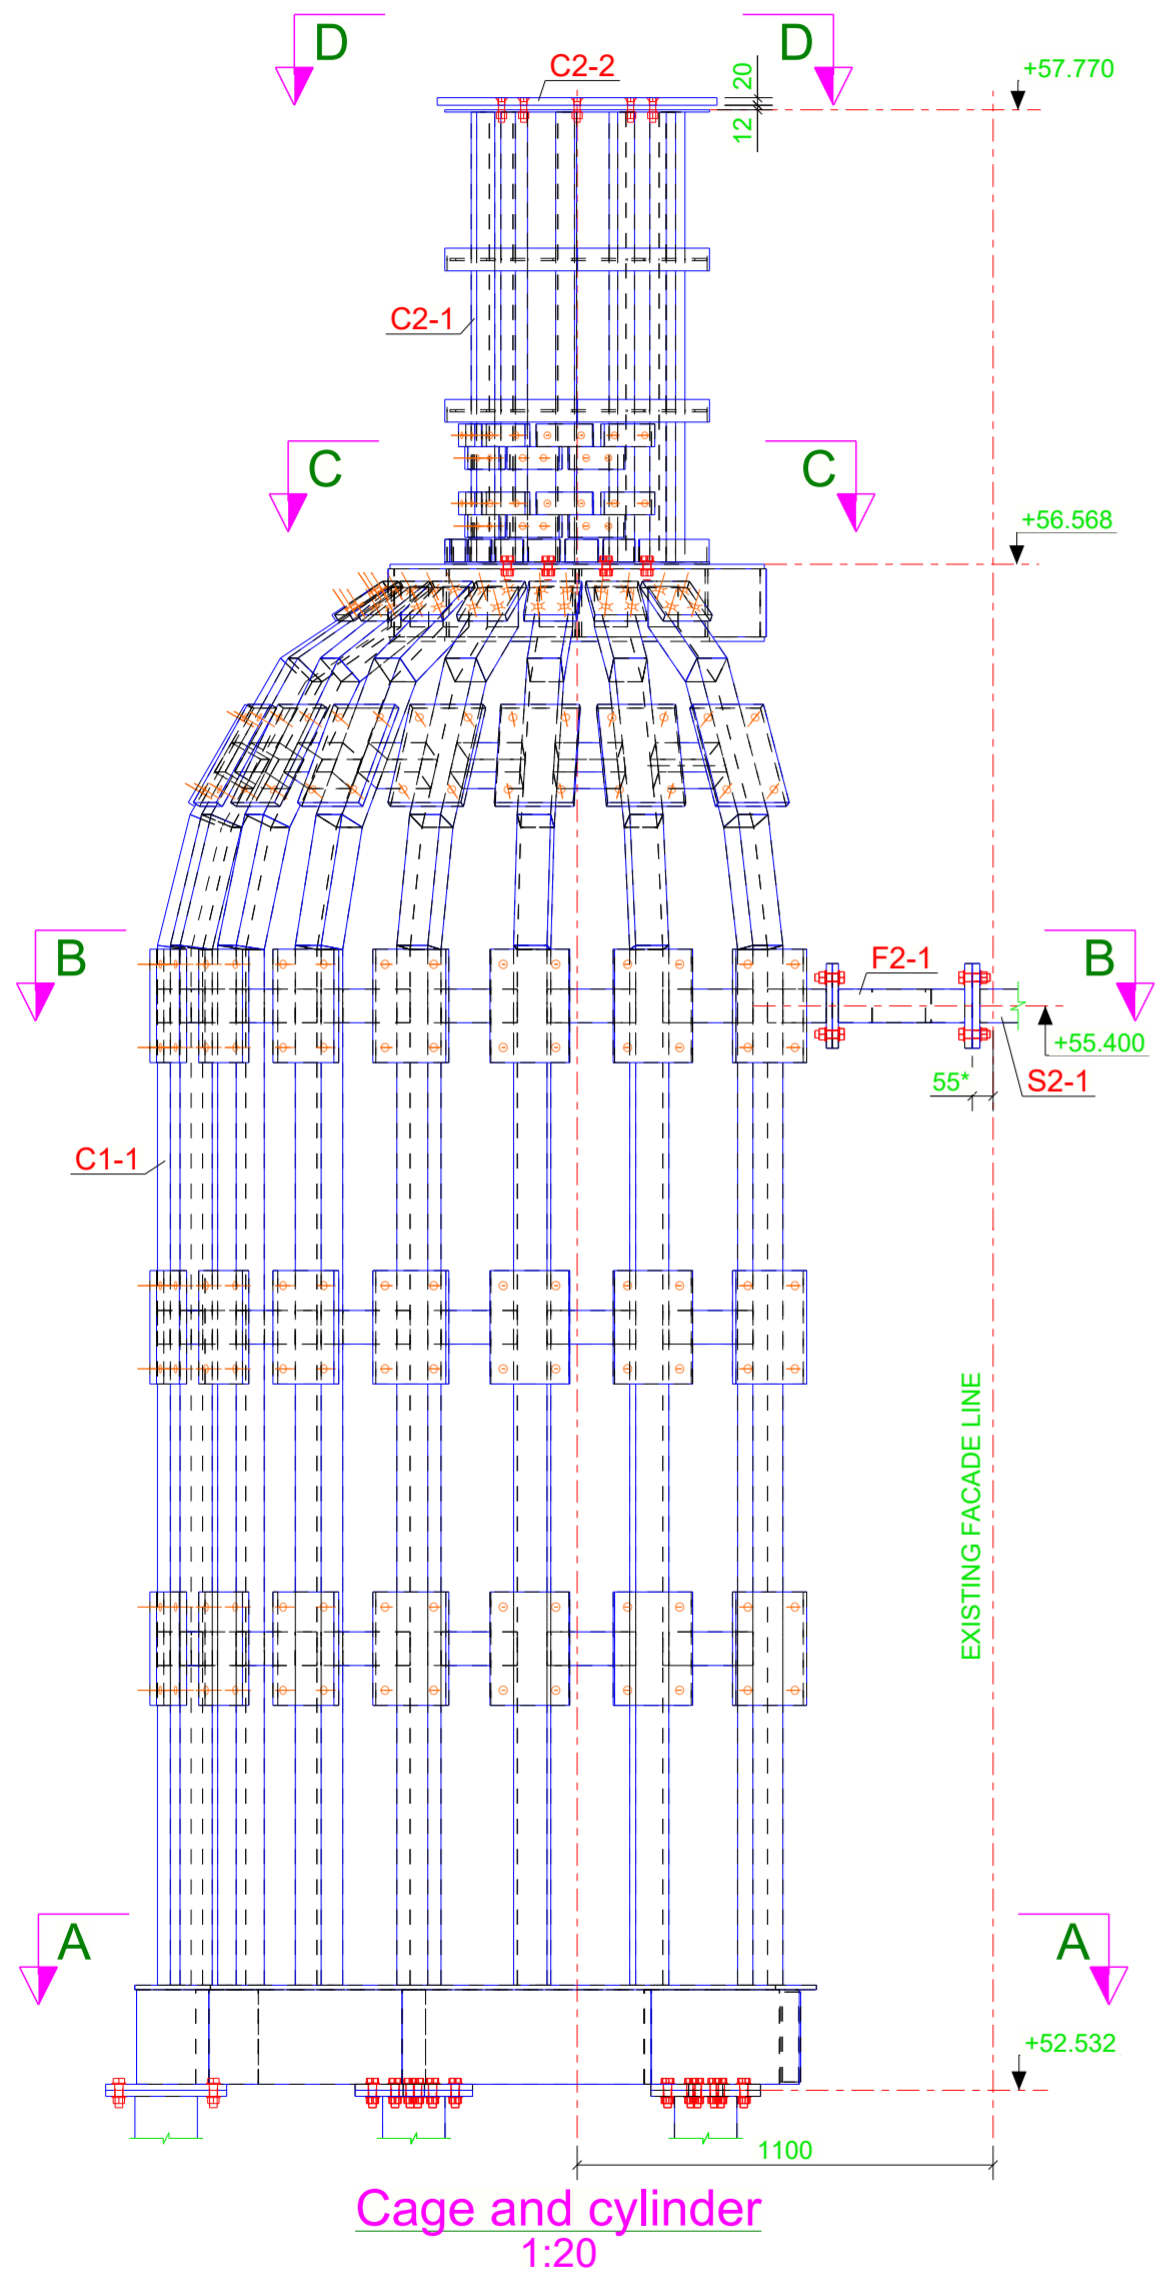 D
D
C2-2
20
+57.770
12
C2-1
C
C
+56.568
B
B
F2-1
+55.400
55*
S2-1
C1-1
EXISTING FACADE LINE
A
A
+52.532
1100
Cage and cylinder
1:20